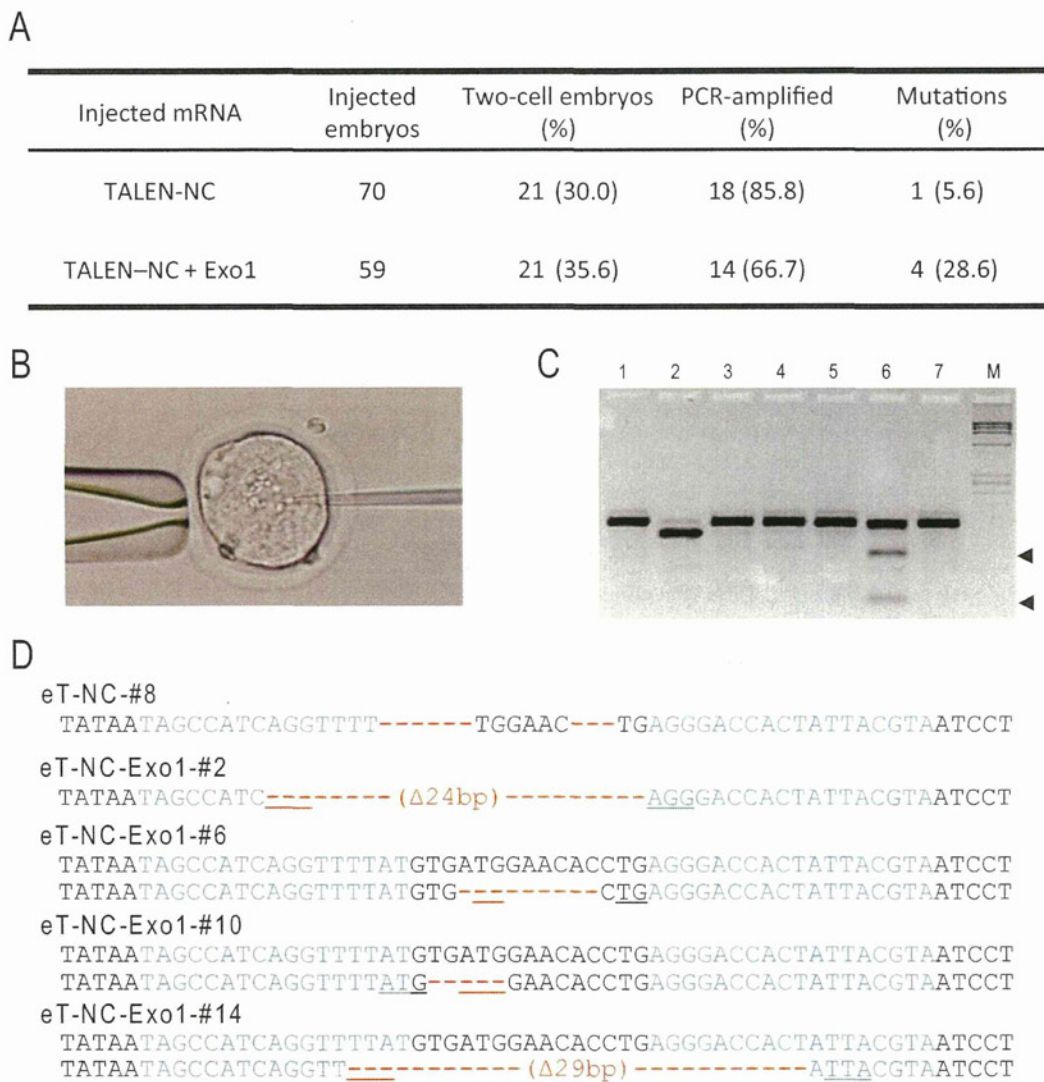 A
Injected mRNA
Injected embryos
Two-cell embryos (%)
PCR-amplified (%)
Mutations (%)
TALEN-NC 70 21 (30.0) 18 (85.8) 1 (5.6)
TALEN–NC + Exo1 59 21 (35.6) 14 (66.7) 4 (28.6)
B
C
1 2 3 4 5 6 7 M
D
eT-NC-#8
TATAATAGCCATCAGGTTTT------TGGAAC---TGAGGGACCACTATTACGTAATCCT
eT-NC-Exo1-#2
TATAATAGCCATC--------(Δ24bp)---------AGGGACCACTATTACGTAATCCT
eT-NC-Exo1-#6
TATAATAGCCATCAGGTTTTATGTGATGGAACACCTGAGGGACCACTATTACGTAATCCT
TATAATAGCCATCAGGTTTTATGTG---------CTGAGGGACCACTATTACGTAATCCT
eT-NC-Exo1-#10
TATAATAGCCATCAGGTTTTATGTGATGGAACACCTGAGGGACCACTATTACGTAATCCT
TATAATAGCCATCAGGTTTTATG-----GAACACCTGAGGGACCACTATTACGTAATCCT
eT-NC-Exo1-#14
TATAATAGCCATCAGGTTTTATGTGATGGAACACCTGAGGGACCACTATTACGTAATCCT
TATAATAGCCATCAGGTT-----------(Δ29bp)-----------ATTACGTAATCCT